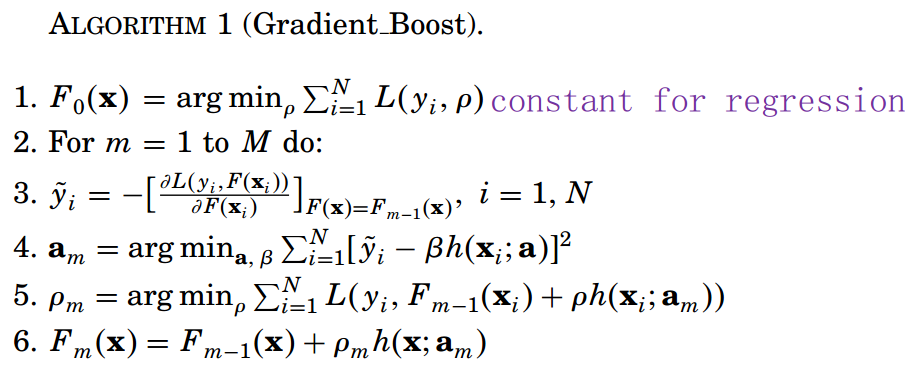 ALGORITHM 1 (Gradient_Boost).
1. F₀(x) = arg min_ρ ∑_{i=1}^{N} L(y_i, ρ) constant for regression
2. For m = 1 to M do:
3. ỹ_i = −[∂L(y_i, F(x_i)) / ∂F(x_i)]_{F(x)=F_{m−1}(x)}, i = 1, N
4. a_m = arg min_{a, β} ∑_{i=1}^{N} [ỹ_i − βh(x_i; a)]²
5. ρ_m = arg min_ρ ∑_{i=1}^{N} L(y_i, F_{m−1}(x_i) + ρh(x_i; a_m))
6. F_m(x) = F_{m−1}(x) + ρ_m h(x; a_m)